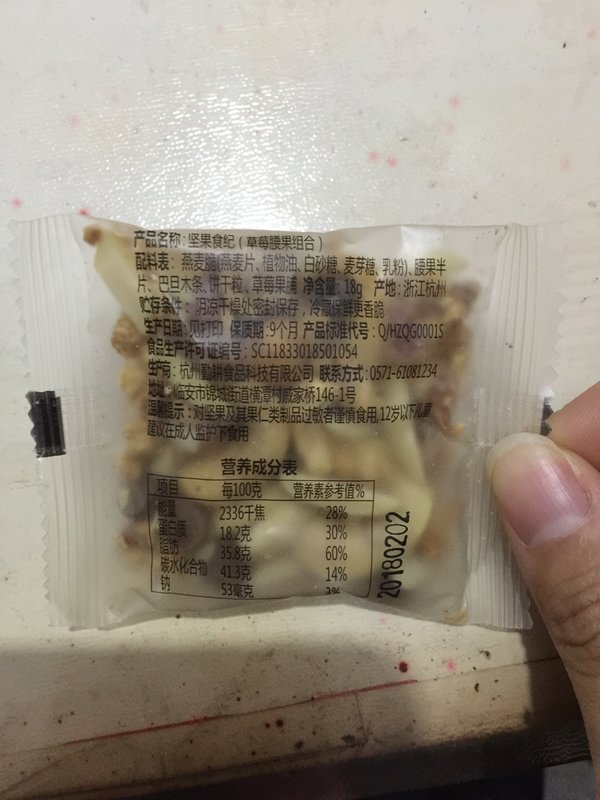 产品名称:坚果食纪(草莓腰果组合)
配料表:燕麦脆(燕麦片、植物油、白砂糖、麦芽糖、乳粉)、腰果半
片、巴旦木条、饼干粒、草莓果脯 净含量:18g 产地:浙江杭州
贮存条件:阴凉干燥处密封保存,冷藏保鲜更香脆
生产日期:见打印 保质期:9个月 产品标准代号:Q/HZQG0001S
食品生产许可证编号:SC11833018501054
生产商:杭州勤耕食品科技有限公司 联系方式:0571-61081234
地址:临安市锦城街道横潭村戚家桥146-1号
温馨提示:对坚果及其果仁类制品过敏者谨慎食用,12岁以下儿童
建议在成人监护下食用
营养成分表
项目 每100克 营养素参考值%
能量 2336千焦 28%
蛋白质 18.2克 30%
脂肪 35.8克 60%
碳水化合物 41.3克 14%
钠 53毫克 3%
20180202